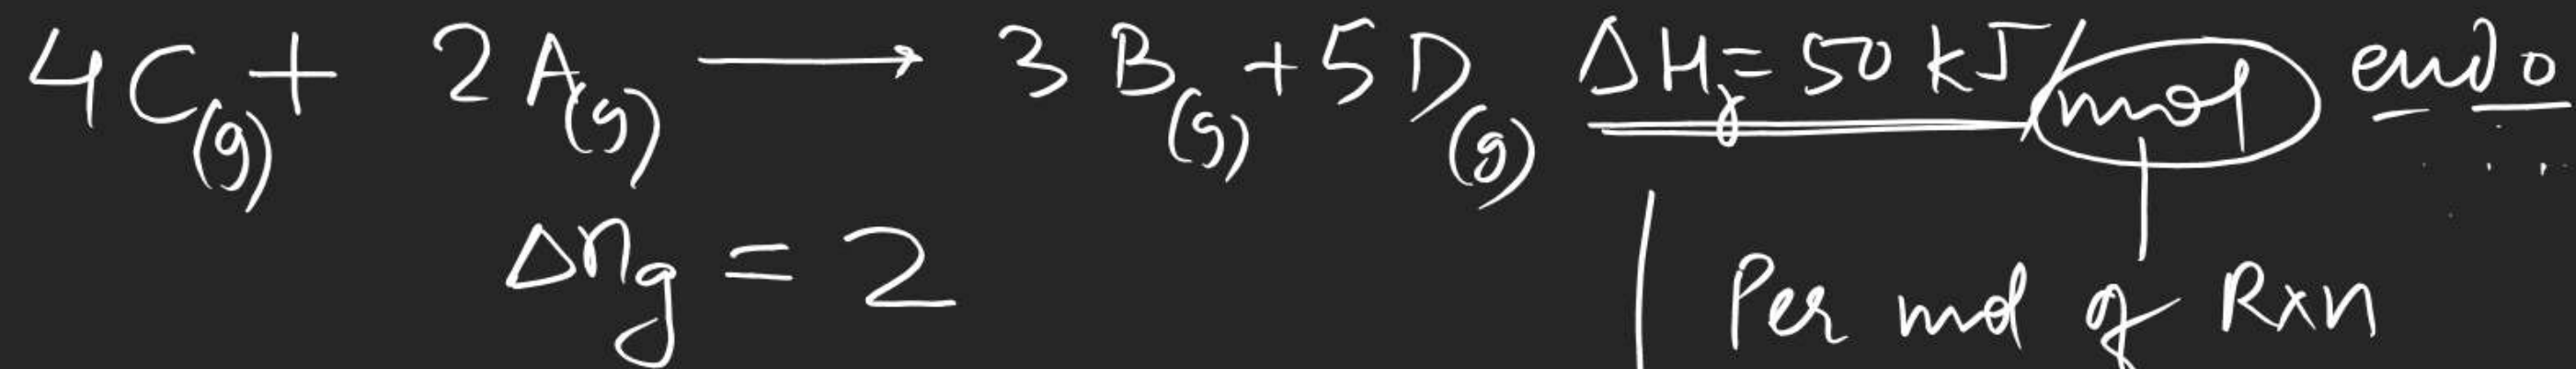 4C(g) + 2A(g) ⟶ 3B(g) + 5D(g) ΔHr = 50 kJ/mol endo
Δng = 2
Per mol of Rxn